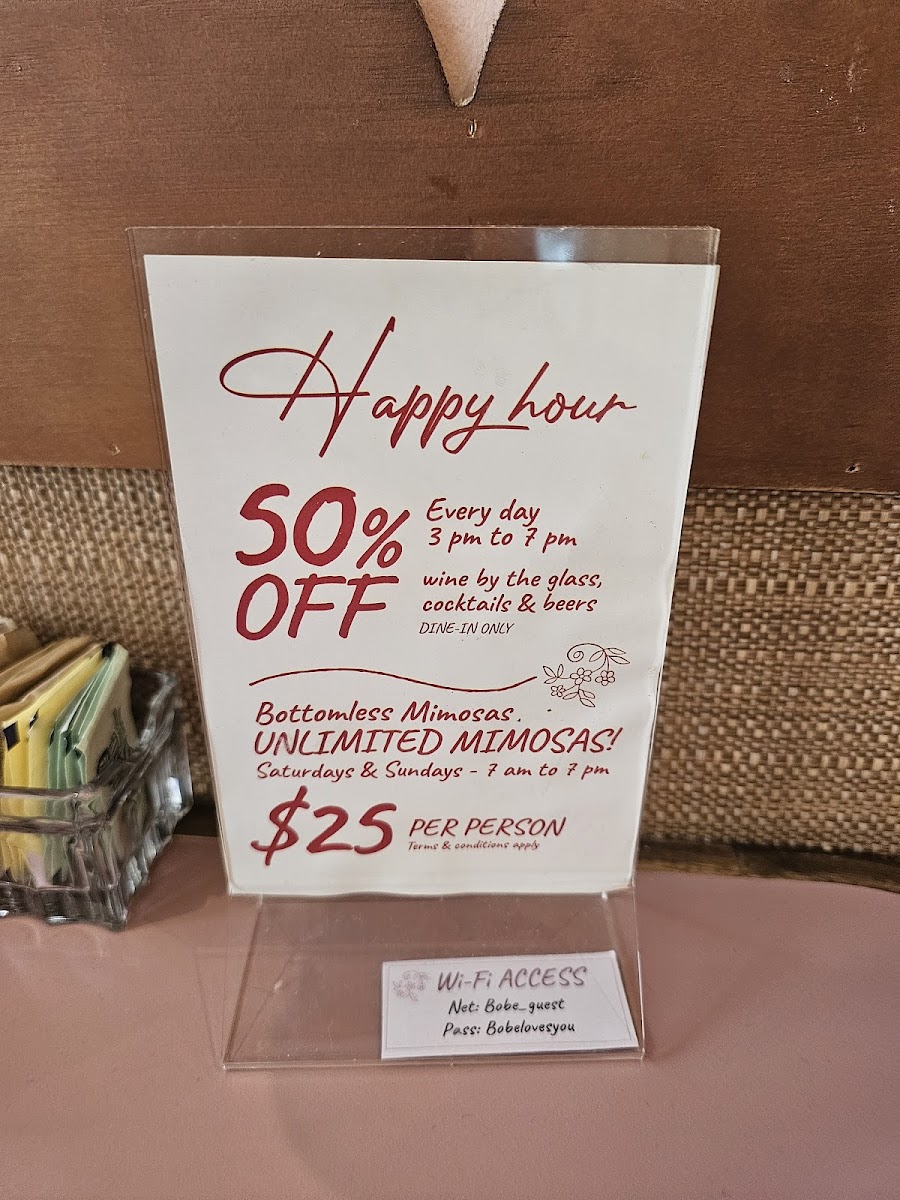 Happy hour
50%
OFF
Every day
3 pm to 7 pm
wine by the glass,
cocktails & beers
DINE-IN ONLY
Bottomless Mimosas.
UNLIMITED MIMOSAS!
Saturdays & Sundays - 7 am to 7 pm
$25
PER PERSON
Terms & conditions apply
Wi-Fi ACCESS
Net: Bobe_guest
Pass: Bobelovesyou